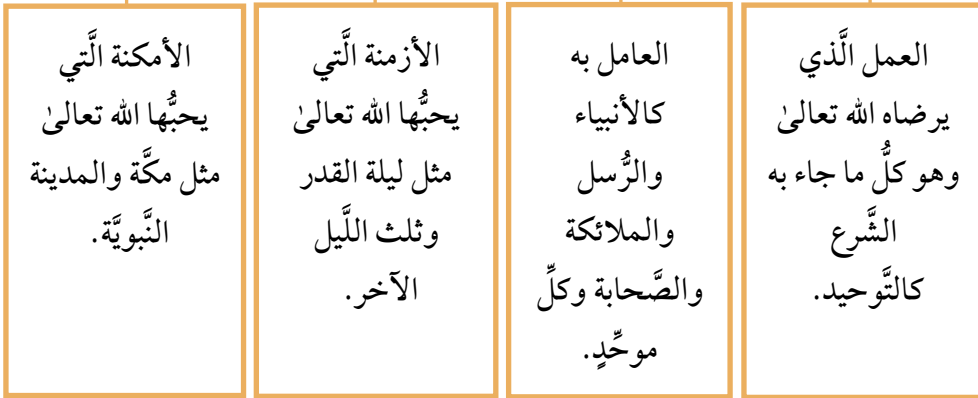 العمل الَّذي
يرضاه الله تعالىٰ
وهو كلُّ ما جاء به
الشَّرع
كالتَّوحيد.
العامل به
كالأنبياء
والرُّسل
والملائكة
والصَّحابة وكلِّ
موحِّدٍ.
الأزمنة الَّتي
يحبُّها الله تعالىٰ
مثل ليلة القدر
وثلث اللَّيل
الآخر.
الأمكنة الَّتي
يحبُّها الله تعالىٰ
مثل مكَّة والمدينة
النَّبويَّة.